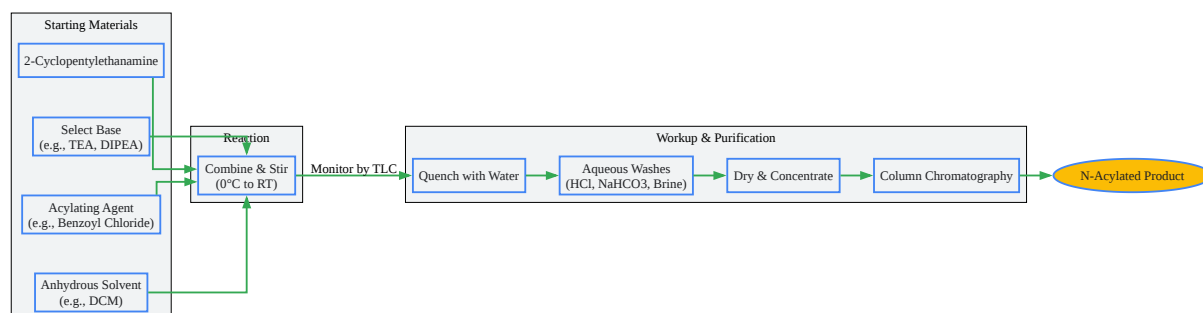 Starting Materials
2-Cyclopentylethanamine
Select Base
(e.g., TEA, DIPEA)
Acylating Agent
(e.g., Benzoyl Chloride)
Anhydrous Solvent
(e.g., DCM)
Reaction
Combine & Stir
(0°C to RT)
Monitor by TLC
Workup & Purification
Quench with Water
Aqueous Washes
(HCl, NaHCO3, Brine)
Dry & Concentrate
Column Chromatography
N-Acylated Product